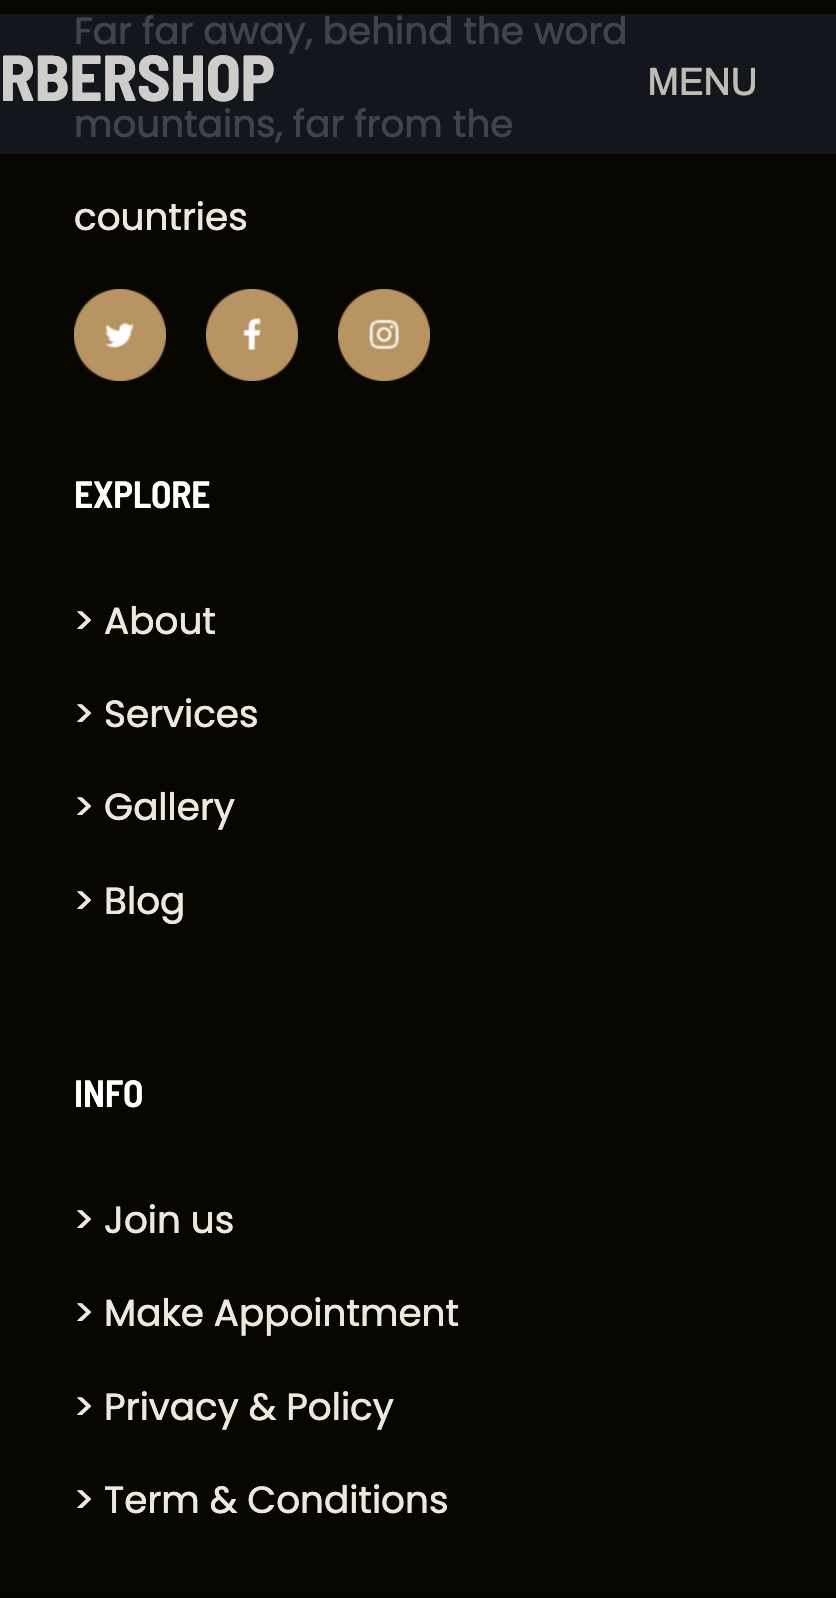 Far far away, behind the word
RBERSHOP
MENU
mountains, far from the
countries
EXPLORE
> About
> Services
> Gallery
> Blog
INFO
> Join us
> Make Appointment
> Privacy & Policy
> Term & Conditions